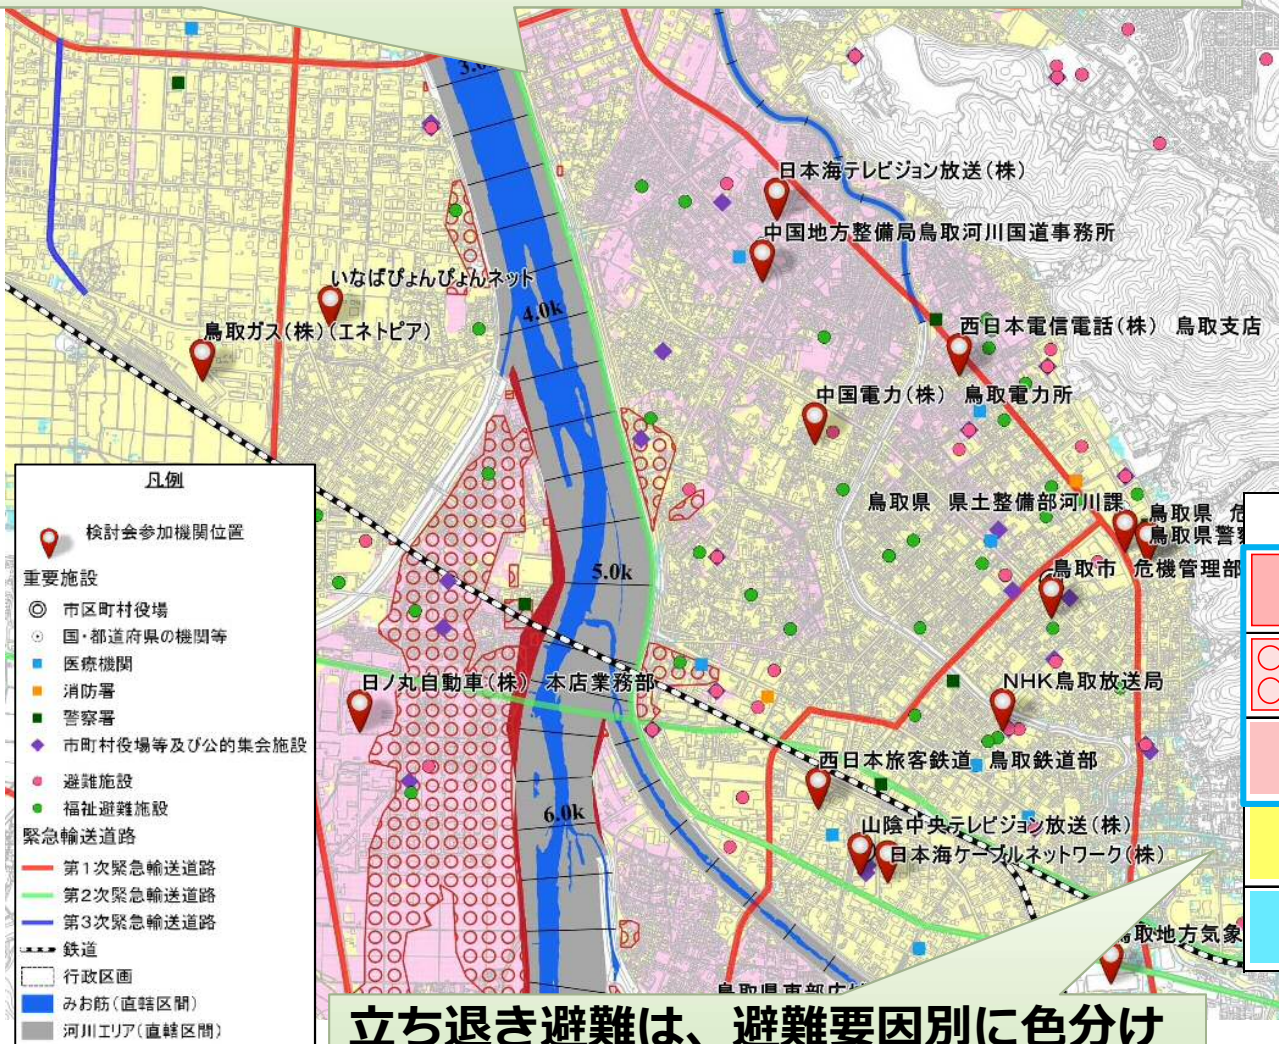 3.0k
日本海テレビジョン放送(株)
中国地方整備局鳥取河川国道事務所
いなばぴょんぴょんネット
4.0k
鳥取ガス(株)(エネトピア)
西日本電信電話(株) 鳥取支店
中国電力(株) 鳥取電力所
鳥取県 県土整備部河川課
鳥取県 危
鳥取県警察
5.0k
鳥取市 危機管理部
日ノ丸自動車(株) 本店業務部
NHK鳥取放送局
西日本旅客鉄道 鳥取鉄道部
6.0k
山陰中央テレビジョン放送(株)
日本海ケーブルネットワーク(株)
鳥取地方気象
鳥取県東部広
凡例
検討会参加機関位置
重要施設
市区町村役場
国・都道府県の機関等
医療機関
消防署
警察署
市町村役場等及び公的集会施設
避難施設
福祉避難施設
緊急輸送道路
第1次緊急輸送道路
第2次緊急輸送道路
第3次緊急輸送道路
鉄道
行政区画
みお筋(直轄区間)
河川エリア(直轄区間)
立ち退き避難は、避難要因別に色分け